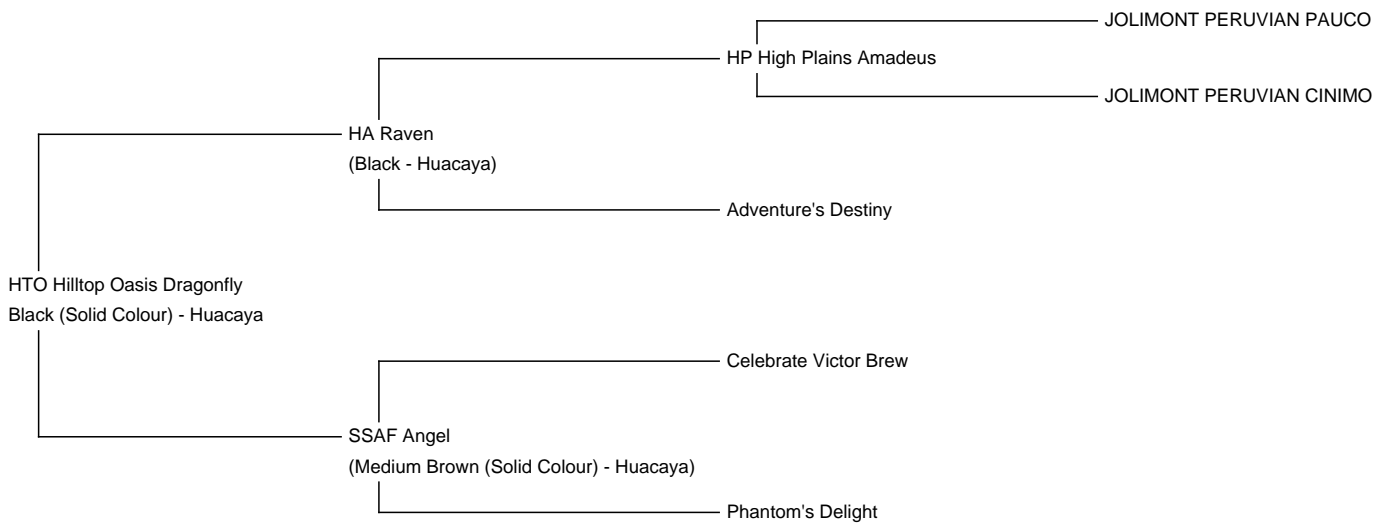 JOLIMONT PERUVIAN PAUCO
HP High Plains Amadeus
JOLIMONT PERUVIAN CINIMO
HA Raven
(Black - Huacaya)
Adventure's Destiny
HTO Hilltop Oasis Dragonfly
Black (Solid Colour) - Huacaya
Celebrate Victor Brew
SSAF Angel
(Medium Brown (Solid Colour) - Huacaya)
Phantom's Delight